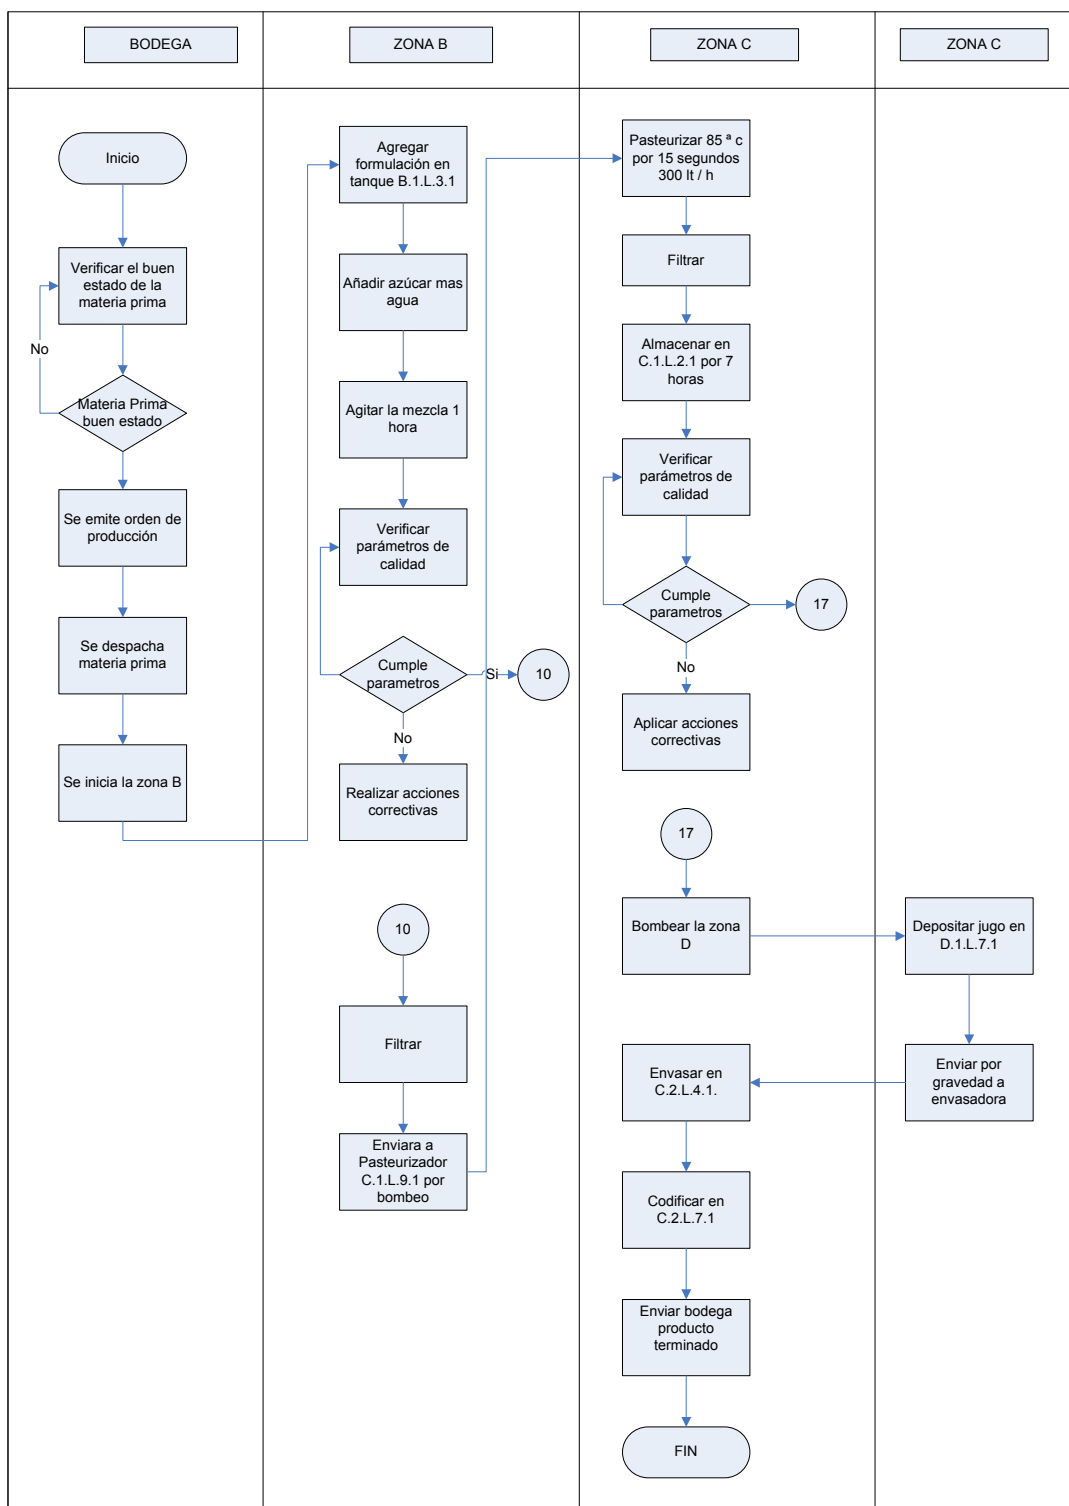 BODEGA
ZONA B
ZONA C
ZONA C
Inicio
Verificar el buen
estado de la
materia prima
No
Materia Prima
buen estado
Se emite orden de
producción
Se despacha
materia prima
Se inicia la zona B
Agregar
formulación en
tanque B.1.L.3.1
Añadir azúcar mas
agua
Agitar la mezcla 1
hora
Verificar
parámetros de
calidad
Cumple
parametros
Si
10
No
Realizar acciones
correctivas
10
Filtrar
Enviara a
Pasteurizador
C.1.L.9.1 por
bombeo
Pasteurizar 85 ª c
por 15 segundos
300 lt / h
Filtrar
Almacenar en
C.1.L.2.1 por 7
horas
Verificar
parámetros de
calidad
Cumple
parametros
17
No
Aplicar acciones
correctivas
17
Bombear la zona
D
Depositar jugo en
D.1.L.7.1
Enviar por
gravedad a
envasadora
Envasar en
C.2.L.4.1.
Codificar en
C.2.L.7.1
Enviar bodega
producto
terminado
FIN